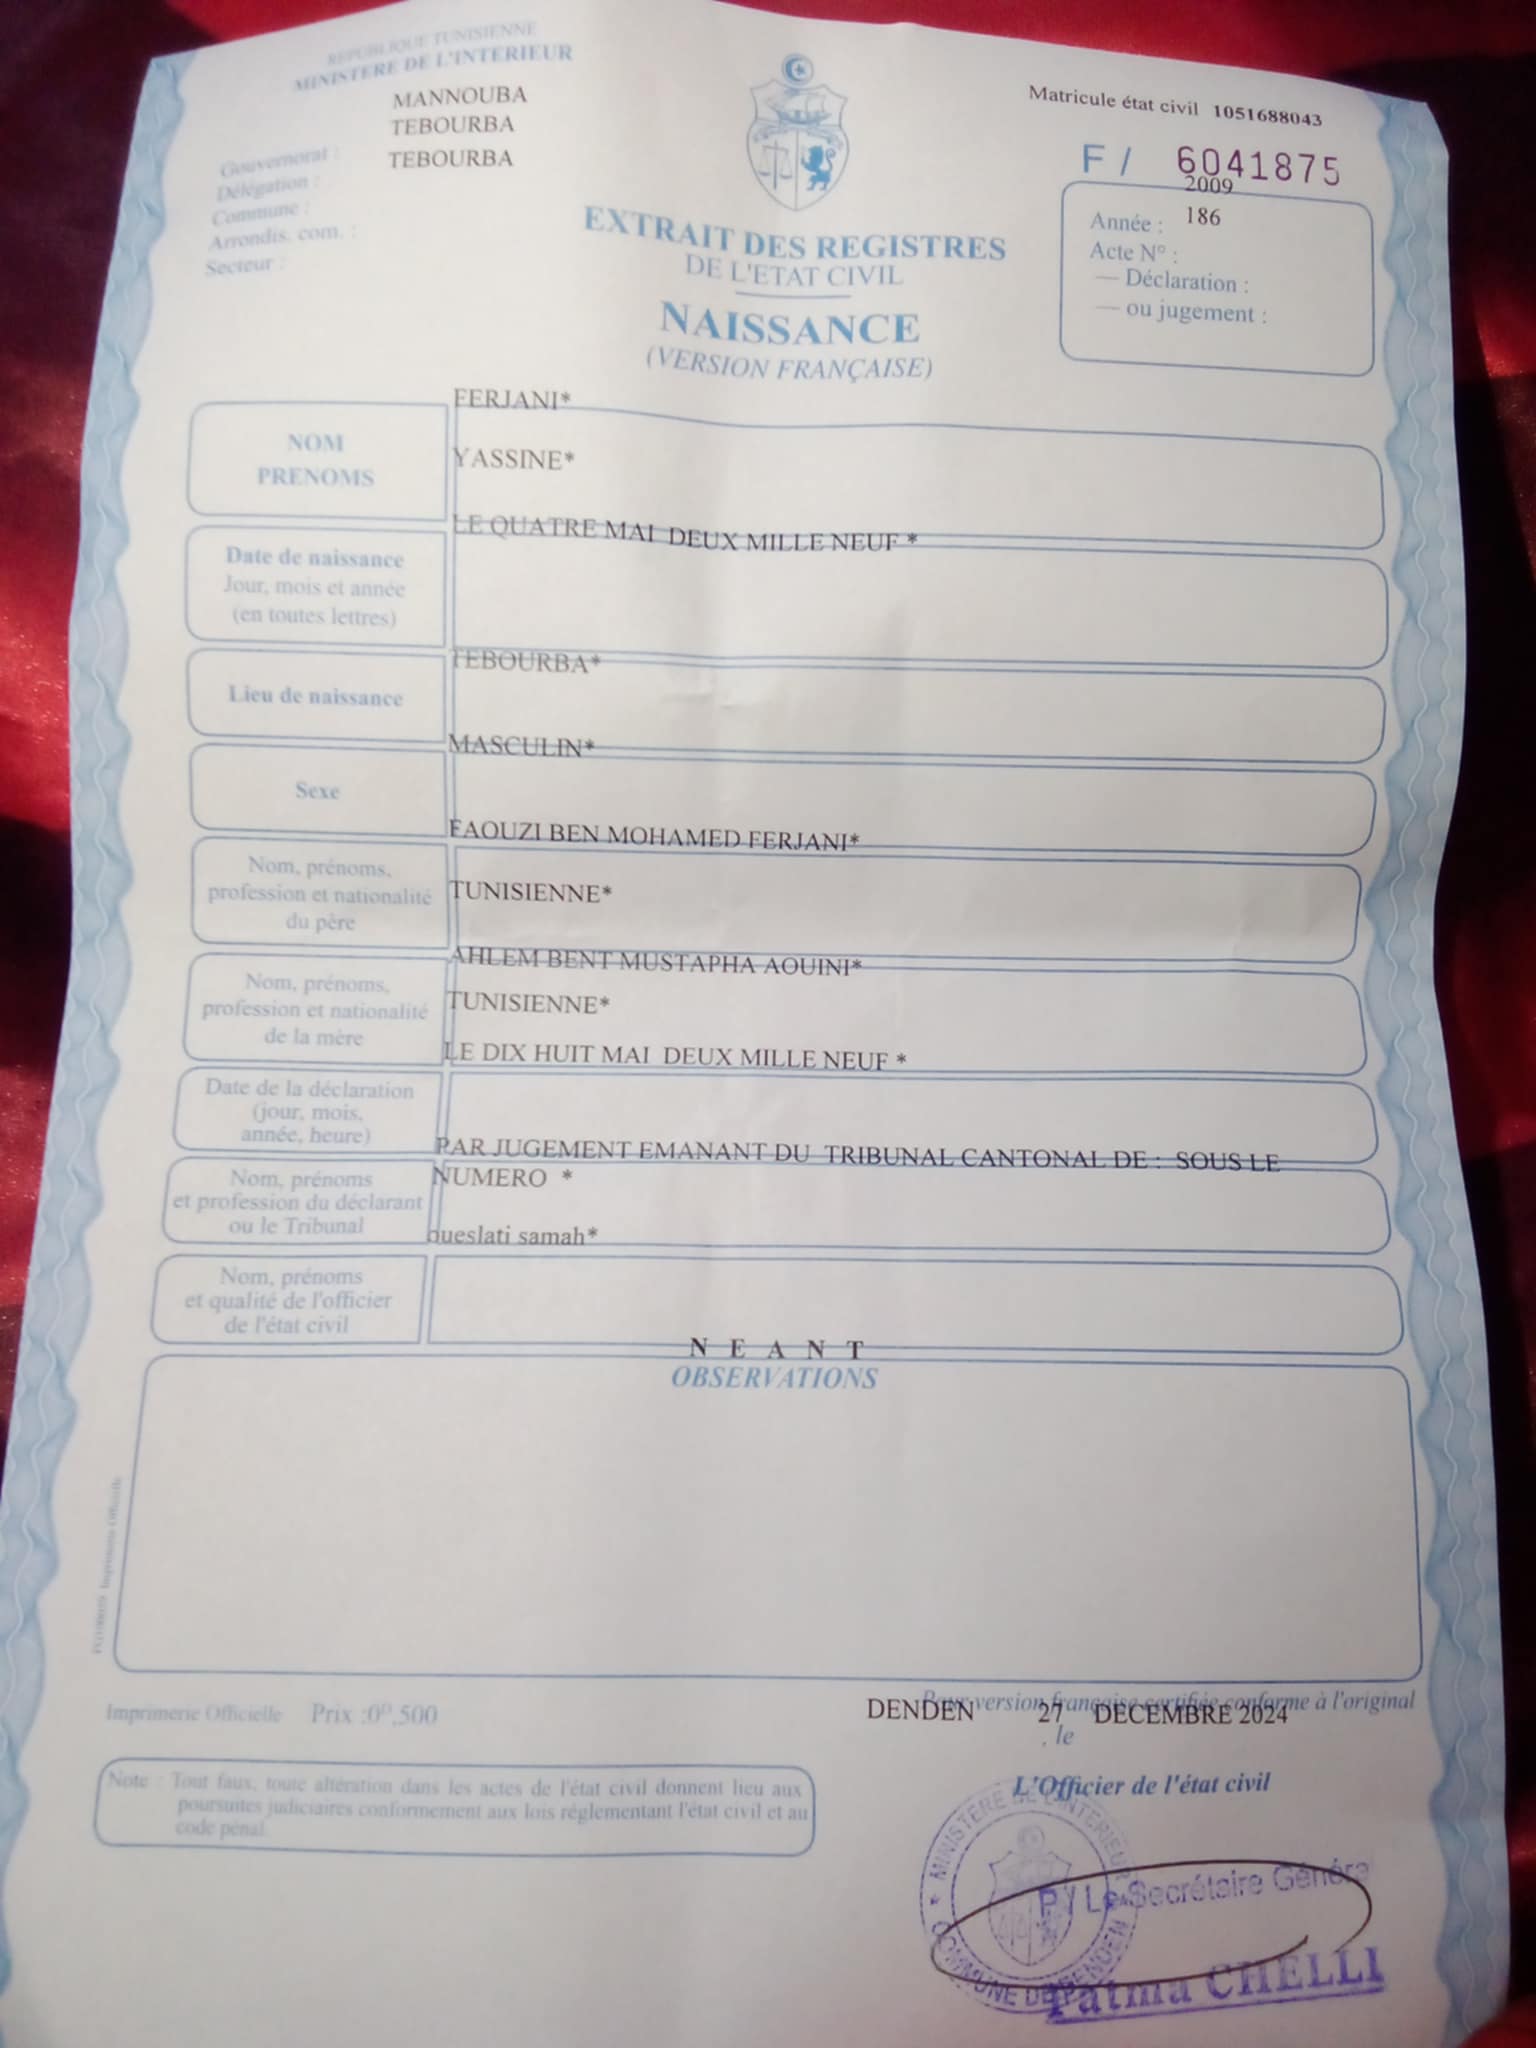 REPUBLIQUE TUNISIENNE
MINISTERE DE L'INTERIEUR
MANNOUBA
TEBOURBA
TEBOURBA
Gouvernorat :
Délégation :
Commune :
Arrondis. com. :
Secteur :
Matricule état civil 1051688043
F / 6041875
2009
Année : 186
Acte N° :
— Déclaration :
— ou jugement :
EXTRAIT DES REGISTRES
DE L'ETAT CIVIL
NAISSANCE
(VERSION FRANÇAISE)
FERJANI*
NOM
PRENOMS
YASSINE*
LE QUATRE MAI DEUX MILLE NEUF *
Date de naissance
Jour, mois et année
(en toutes lettres)
TEBOURBA*
Lieu de naissance
MASCULIN*
Sexe
FAOUZI BEN MOHAMED FERJANI*
Nom, prénoms,
profession et nationalité
du père
TUNISIENNE*
AHLEM BENT MUSTAPHA AOUINI*
Nom, prénoms,
profession et nationalité
de la mère
TUNISIENNE*
LE DIX HUIT MAI DEUX MILLE NEUF *
Date de la déclaration
(jour, mois,
année, heure)
PAR JUGEMENT EMANANT DU TRIBUNAL CANTONAL DE : SOUS LE
NUMERO *
Nom, prénoms
et profession du déclarant
ou le Tribunal
oueslati samah*
Nom, prénoms
et qualité de l'officier
de l'état civil
N E A N T
OBSERVATIONS
Imprimerie Officielle Prix :0ᴰ,500
Pour version française certifiée conforme à l'original
DENDEN 27 DECEMBRE 2024
, le
Note : Tout faux, toute altération dans les actes de l'état civil donnent lieu aux
poursuites judiciaires conformement aux lois réglementant l'état civil et au
code pénal.
L'Officier de l'état civil
MINISTERE DE L'INTERIEUR
COMMUNE DE DENDEN
P / Le Secrétaire Général
Fatma CHELLI